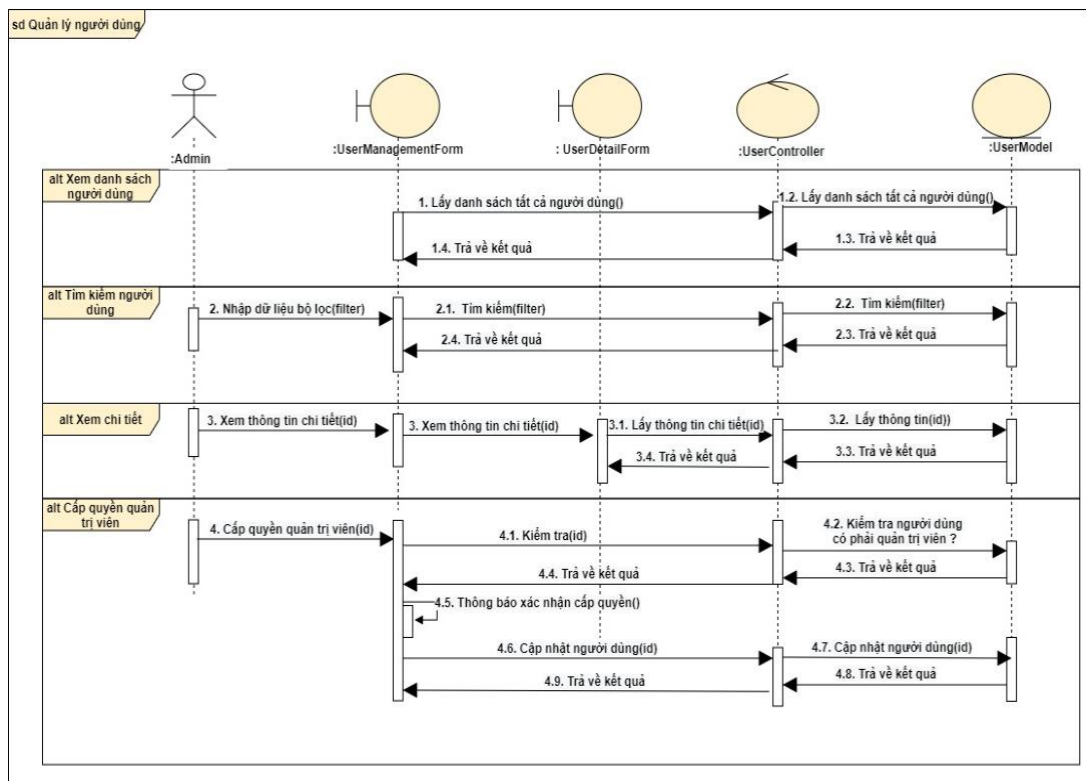 sd Quản lý người dùng
:Admin
:UserManagementForm
: UserDetailForm
:UserController
:UserModel
alt Xem danh sách
người dùng
1. Lấy danh sách tất cả người dùng()
1.2. Lấy danh sách tất cả người dùng()
1.3. Trả về kết quả
1.4. Trả về kết quả
alt Tìm kiếm người
dùng
2. Nhập dữ liệu bộ lọc(filter)
2.1. Tìm kiếm(filter)
2.2. Tìm kiếm(filter)
2.3. Trả về kết quả
2.4. Trả về kết quả
alt Xem chi tiết
3. Xem thông tin chi tiết(id)
3. Xem thông tin chi tiết(id)
3.1. Lấy thông tin chi tiết(id)
3.2. Lấy thông tin(id))
3.3. Trả về kết quả
3.4. Trả về kết quả
alt Cấp quyền quản
trị viên
4. Cấp quyền quản trị viên(id)
4.1. Kiểm tra(id)
4.2. Kiểm tra người dùng
có phải quản trị viên ?
4.3. Trả về kết quả
4.4. Trả về kết quả
4.5. Thông báo xác nhận cấp quyền()
4.6. Cập nhật người dùng(id)
4.7. Cập nhật người dùng(id)
4.8. Trả về kết quả
4.9. Trả về kết quả